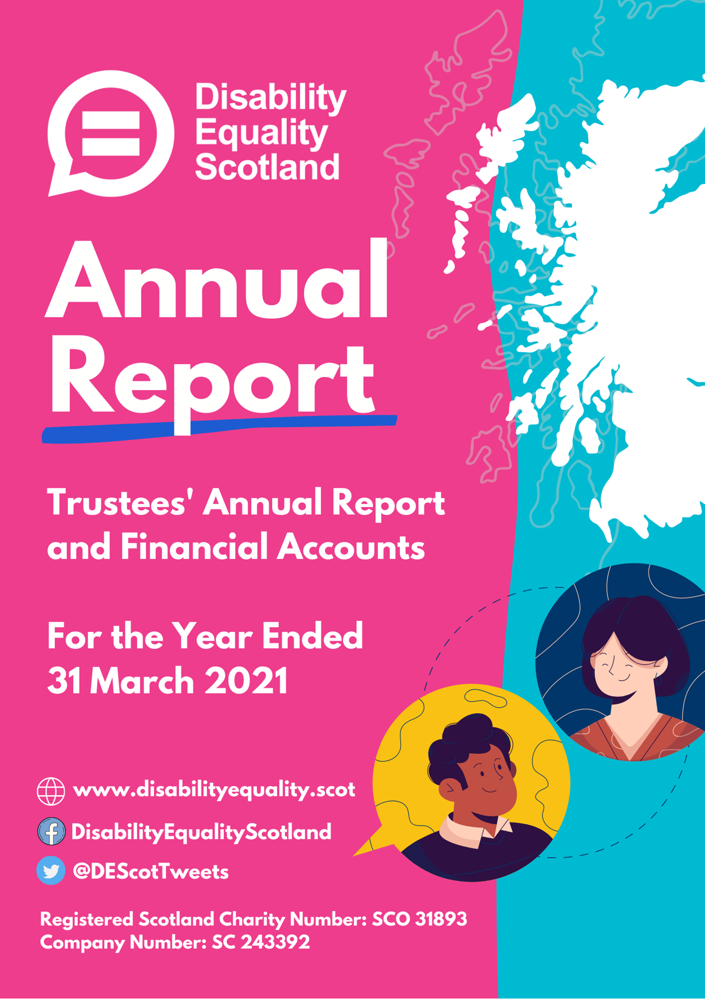 Disability
Equality
Scotland
Annual
Report
Trustees' Annual Report
and Financial Accounts
For the Year Ended
31 March 2021
www.disabilityequality.scot
DisabilityEqualityScotland
@DEScotTweets
Registered Scotland Charity Number: SCO 31893
Company Number: SC 243392